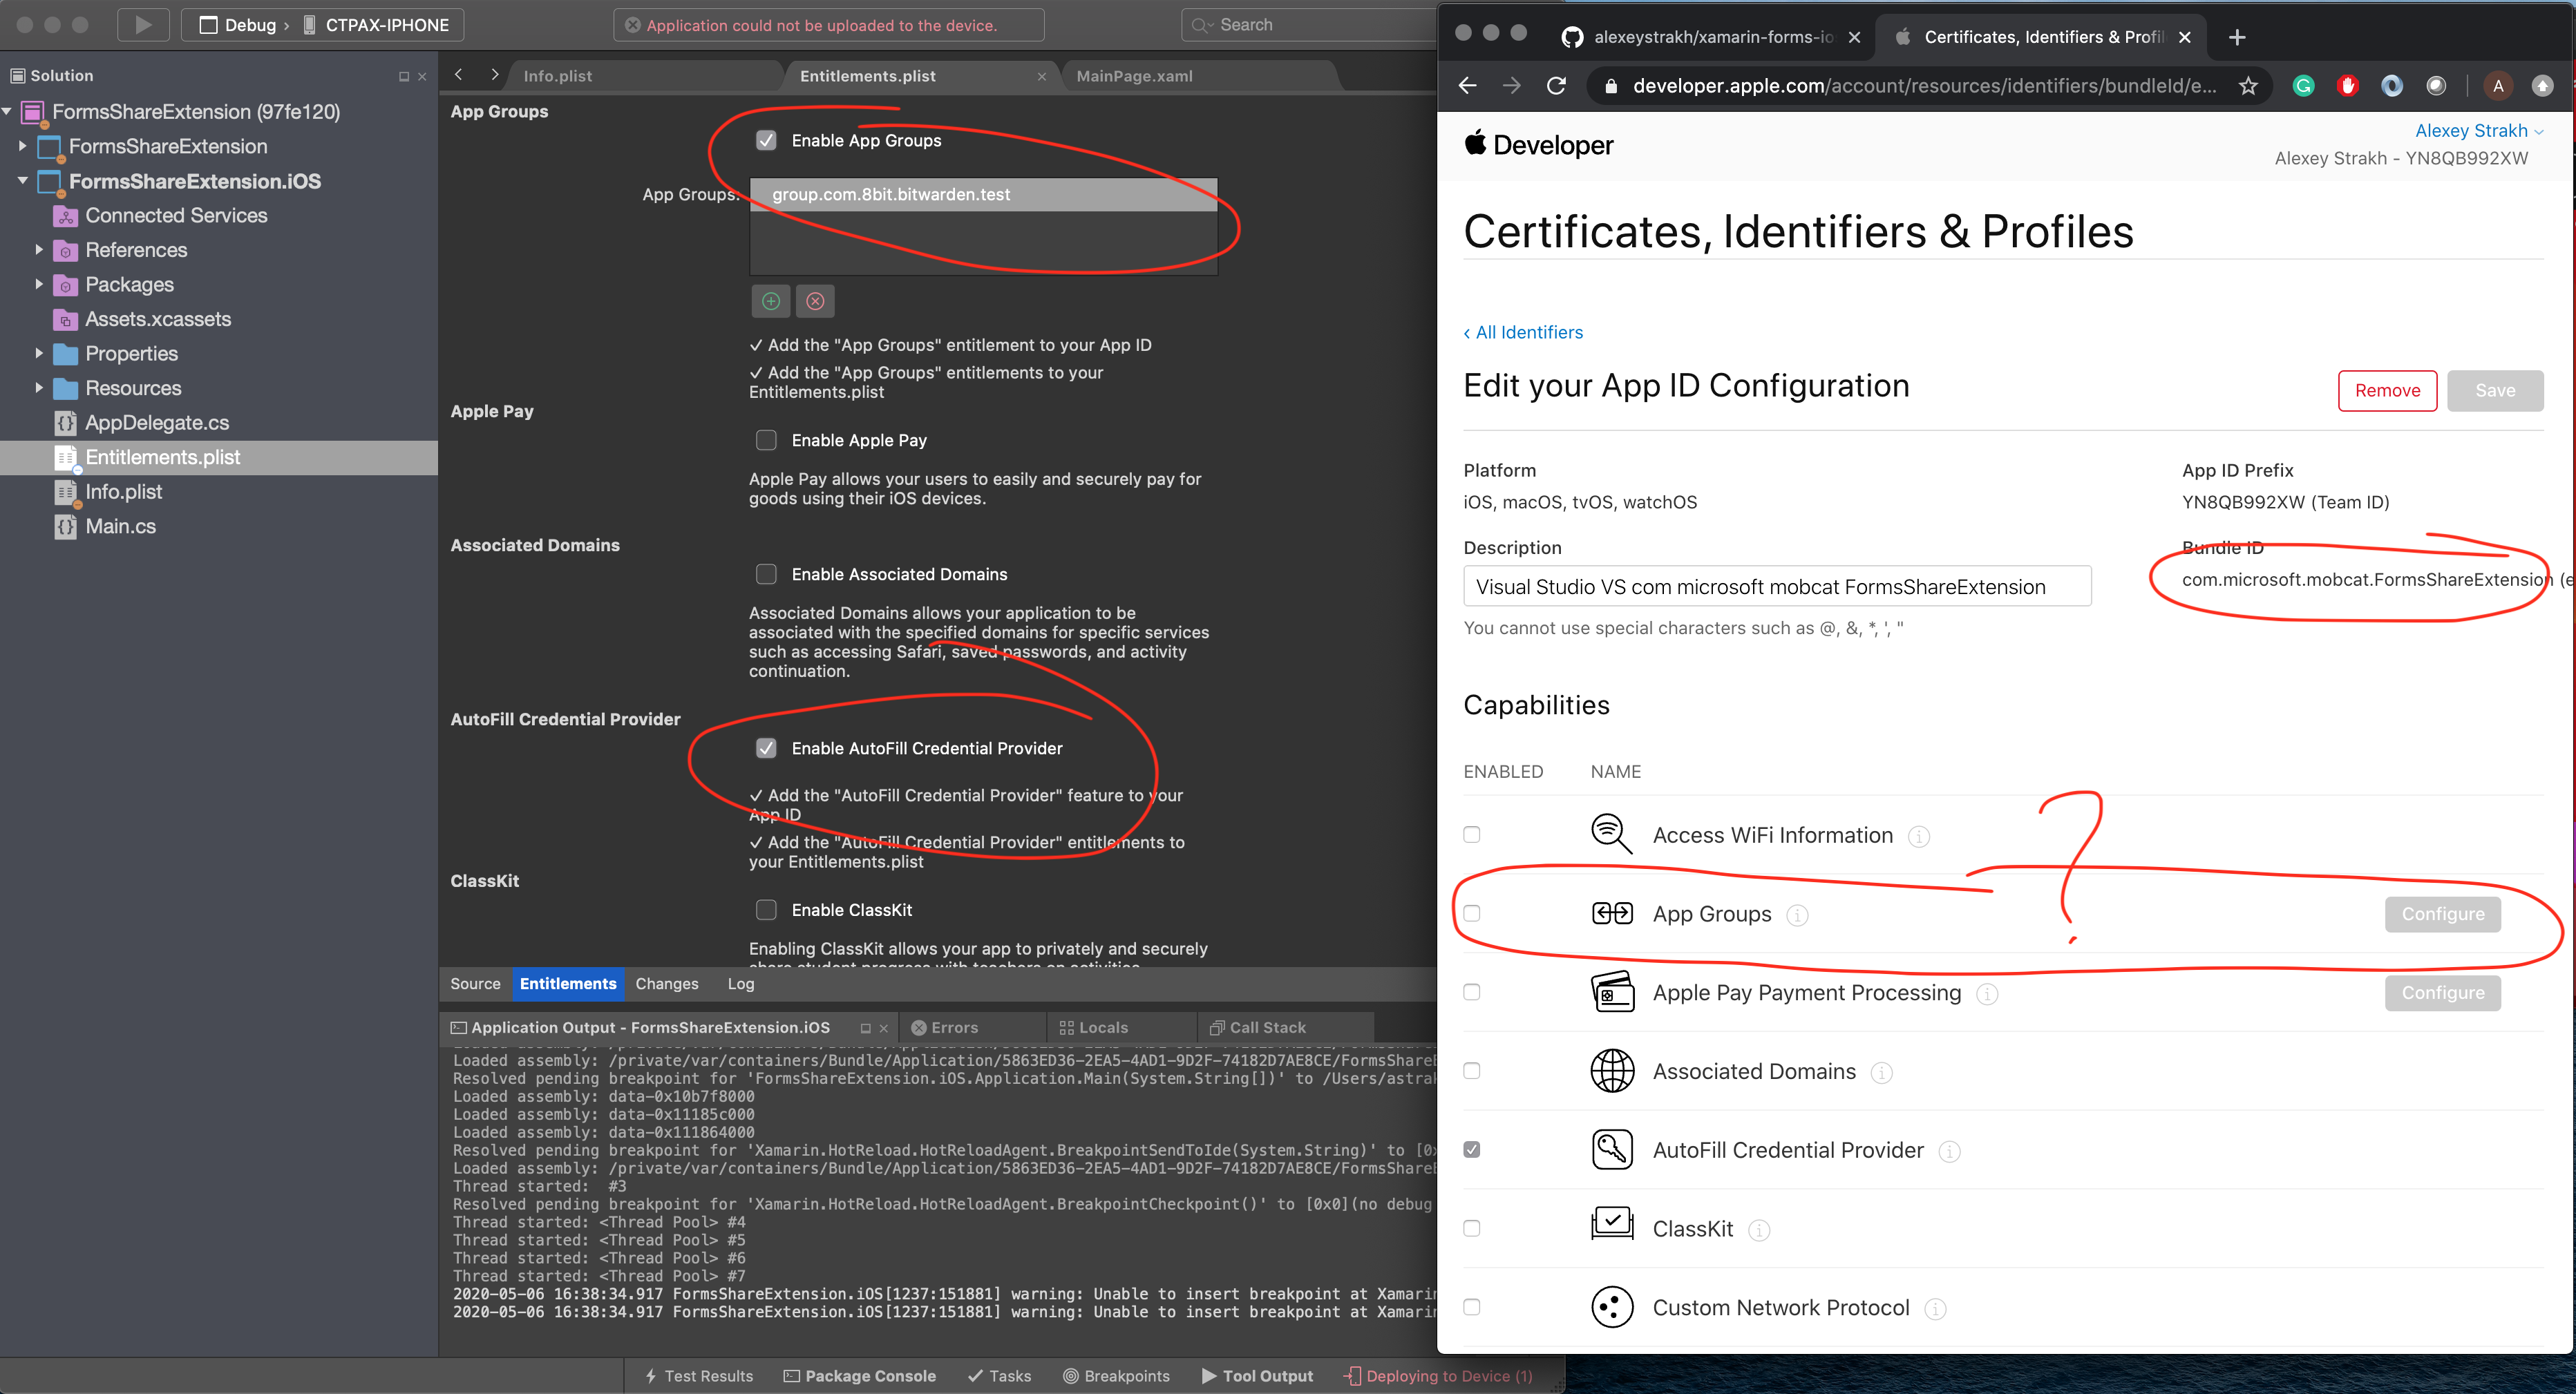 Debug › CTPAX-IPHONE
Application could not be uploaded to the device.
Search
Solution
FormsShareExtension (97fe120)
FormsShareExtension
FormsShareExtension.iOS
Connected Services
References
Packages
Assets.xcassets
Properties
Resources
AppDelegate.cs
Entitlements.plist
Info.plist
Main.cs
Info.plist
Entitlements.plist
MainPage.xaml
App Groups
Enable App Groups
App Groups:
group.com.8bit.bitwarden.test
✓ Add the "App Groups" entitlement to your App ID
✓ Add the "App Groups" entitlements to your
Entitlements.plist
Apple Pay
Enable Apple Pay
Apple Pay allows your users to easily and securely pay for
goods using their iOS devices.
Associated Domains
Enable Associated Domains
Associated Domains allows your application to be
associated with the specified domains for specific services
such as accessing Safari, saved passwords, and activity
continuation.
AutoFill Credential Provider
Enable AutoFill Credential Provider
✓ Add the "AutoFill Credential Provider" feature to your
App ID
✓ Add the "AutoFill Credential Provider" entitlements to
your Entitlements.plist
ClassKit
Enable ClassKit
Enabling ClassKit allows your app to privately and securely
share student progress with teachers on activities
Source
Entitlements
Changes
Log
Application Output - FormsShareExtension.iOS
Errors
Locals
Call Stack
Loaded assembly: /private/var/containers/Bundle/Application/5863ED36-2EA5-4AD1-9D2F-74182D7AE8CE/FormsShareE
Resolved pending breakpoint for 'FormsShareExtension.iOS.Application.Main(System.String[])' to /Users/astrak
Loaded assembly: data-0x10b7f8000
Loaded assembly: data-0x11185c000
Loaded assembly: data-0x111864000
Resolved pending breakpoint for 'Xamarin.HotReload.HotReloadAgent.BreakpointSendToIde(System.String)' to [0x
Loaded assembly: /private/var/containers/Bundle/Application/5863ED36-2EA5-4AD1-9D2F-74182D7AE8CE/FormsShareE
Thread started:  #3
Resolved pending breakpoint for 'Xamarin.HotReload.HotReloadAgent.BreakpointCheckpoint()' to [0x0](no debug
Thread started: <Thread Pool> #4
Thread started: <Thread Pool> #5
Thread started: <Thread Pool> #6
Thread started: <Thread Pool> #7
2020-05-06 16:38:34.917 FormsShareExtension.iOS[1237:151881] warning: Unable to insert breakpoint at Xamarin
2020-05-06 16:38:34.917 FormsShareExtension.iOS[1237:151881] warning: Unable to insert breakpoint at Xamarin
Test Results
Package Console
Tasks
Breakpoints
Tool Output
Deploying to Device (1)
alexeystrakh/xamarin-forms-io
Certificates, Identifiers & Profil
developer.apple.com/account/resources/identifiers/bundleId/e...
A
Developer
Alexey Strakh
Alexey Strakh - YN8QB992XW
Certificates, Identifiers & Profiles
‹ All Identifiers
Edit your App ID Configuration
Remove
Save
Platform
iOS, macOS, tvOS, watchOS
App ID Prefix
YN8QB992XW (Team ID)
Description
Visual Studio VS com microsoft mobcat FormsShareExtension
You cannot use special characters such as @, &, *, ', "
Bundle ID
com.microsoft.mobcat.FormsShareExtension (e
Capabilities
ENABLED
NAME
Access WiFi Information
?
App Groups
Configure
Apple Pay Payment Processing
Configure
Associated Domains
AutoFill Credential Provider
ClassKit
Custom Network Protocol